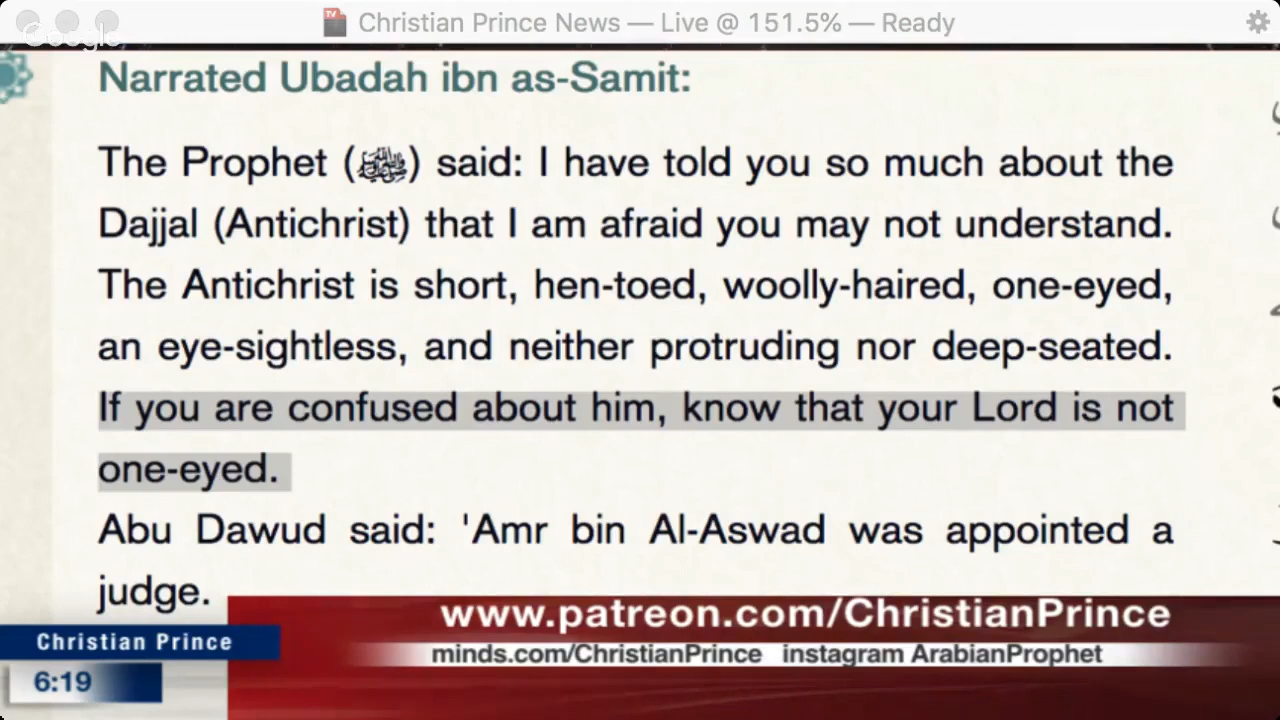 Christian Prince News — Live @ 151.5% — Ready
Google
Narrated Ubadah ibn as-Samit:
The Prophet (ﷺ) said: I have told you so much about the
Dajjal (Antichrist) that I am afraid you may not understand.
The Antichrist is short, hen-toed, woolly-haired, one-eyed,
an eye-sightless, and neither protruding nor deep-seated.
If you are confused about him, know that your Lord is not
one-eyed.
Abu Dawud said: 'Amr bin Al-Aswad was appointed a
judge.
www.patreon.com/ChristianPrince
Christian Prince
minds.com/ChristianPrince instagram ArabianProphet
6:19